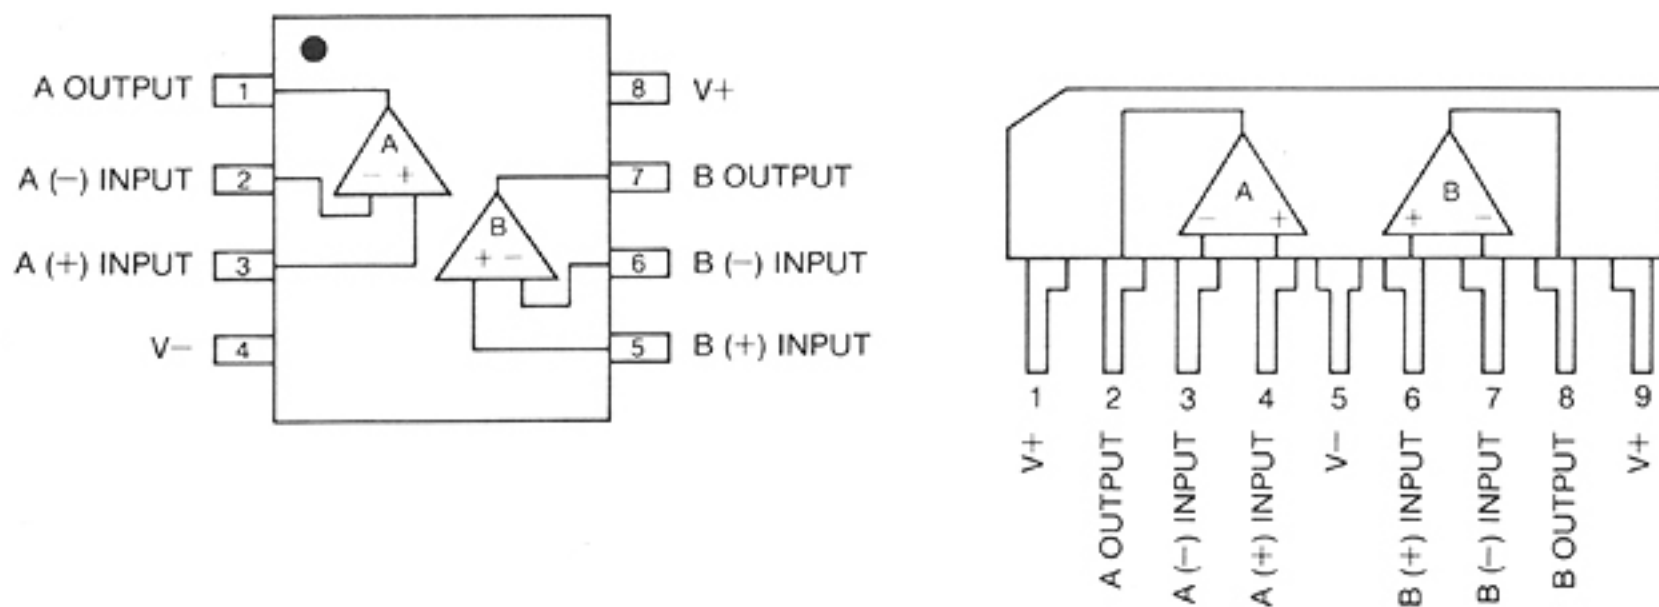 A OUTPUT 1
A (−) INPUT 2
A (+) INPUT 3
V− 4
8 V+
7 B OUTPUT
6 B (−) INPUT
5 B (+) INPUT
A
− +
B
+ −
A
− +
B
+ −
1 2 3 4 5 6 7 8 9
V+
A OUTPUT
A (−) INPUT
A (+) INPUT
V−
B (+) INPUT
B (−) INPUT
B OUTPUT
V+